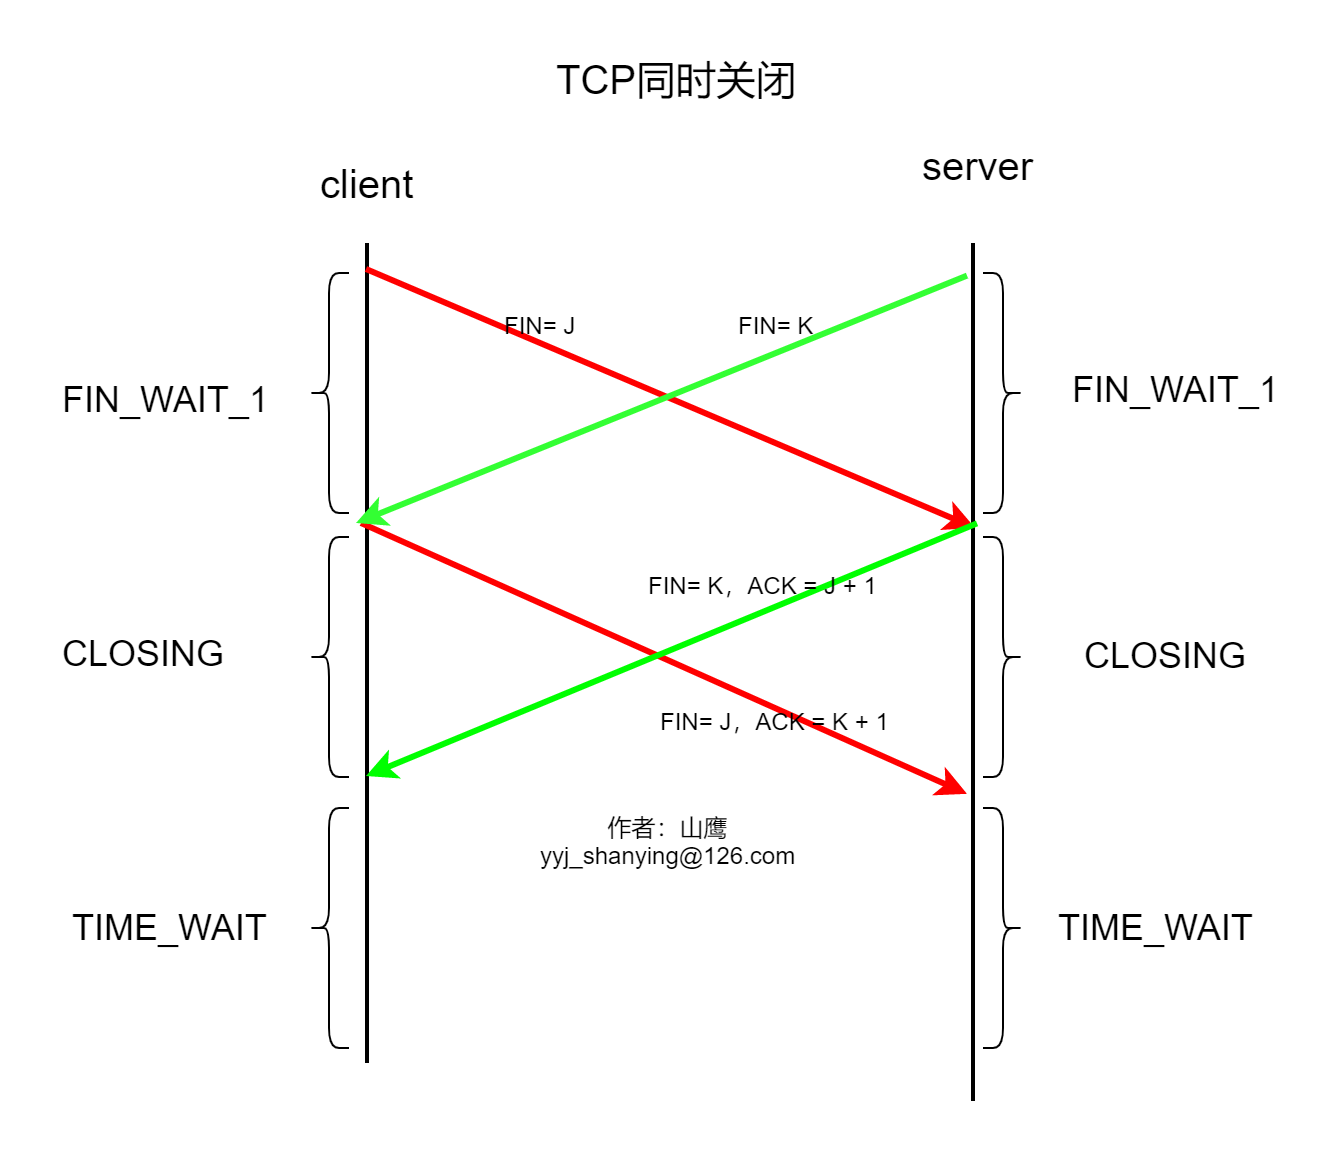 TCP同时关闭
client
server
FIN= J
FIN= K
FIN_WAIT_1
FIN_WAIT_1
FIN= K，ACK = J + 1
CLOSING
CLOSING
FIN= J，ACK = K + 1
作者：山鹰
yyj_shanying@126.com
TIME_WAIT
TIME_WAIT